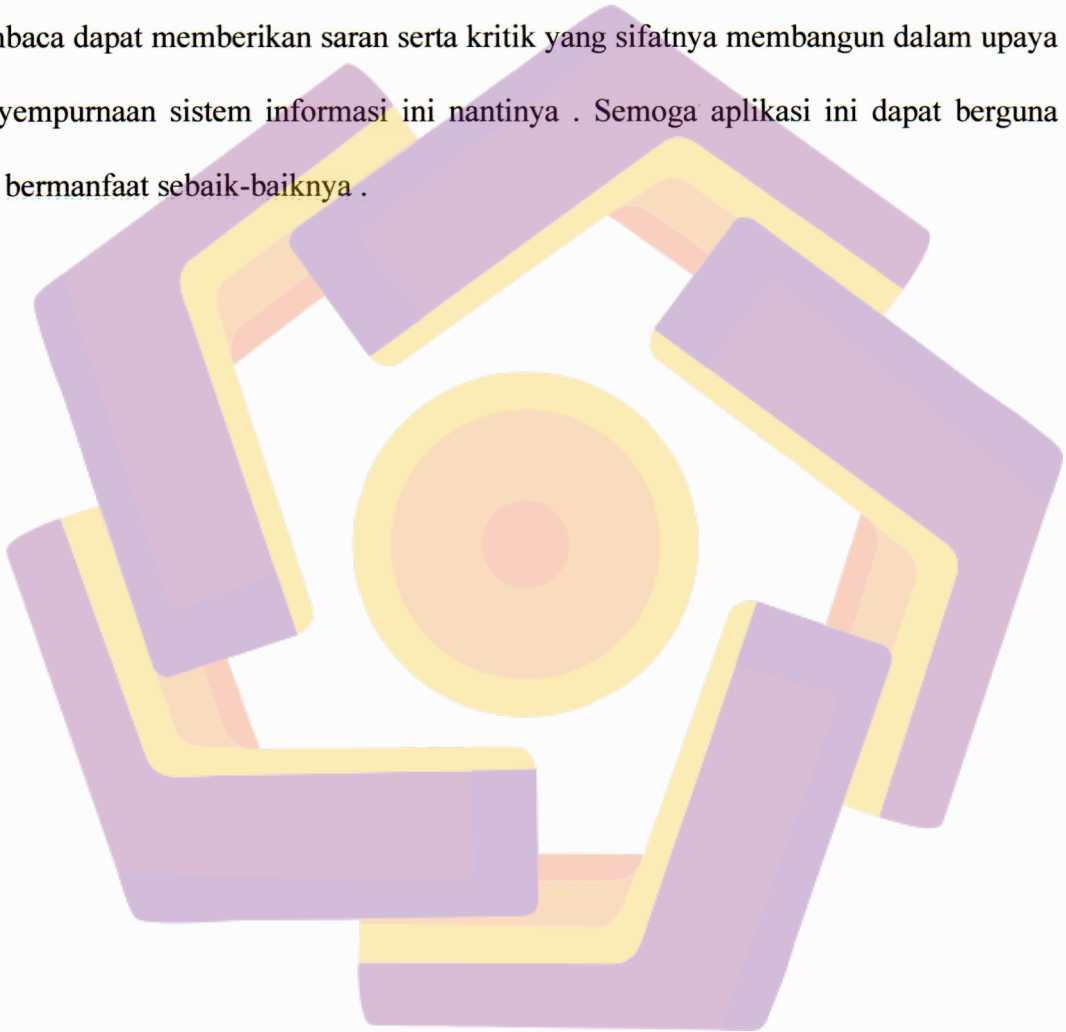 nbaca dapat memberikan saran serta kritik yang sifatnya membangun dalam upaya
yempurnaan sistem informasi ini nantinya . Semoga aplikasi ini dapat berguna
bermanfaat sebaik-baiknya .